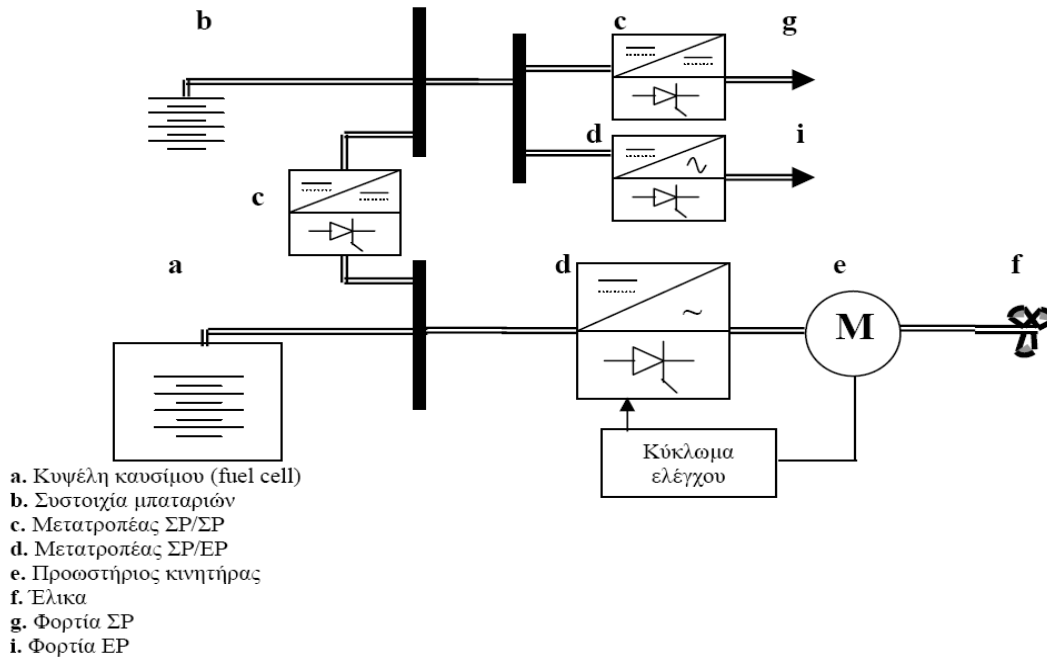 b
c
g
d
i
c
a
d
e
f
M
~
Κύκλωμα
ελέγχου
a. Κυψέλη καυσίμου (fuel cell)
b. Συστοιχία μπαταριών
c. Μετατροπέας ΣΡ/ΣΡ
d. Μετατροπέας ΣΡ/ΕΡ
e. Προωστήριος κινητήρας
f. Έλικα
g. Φορτία ΣΡ
i. Φορτία ΕΡ